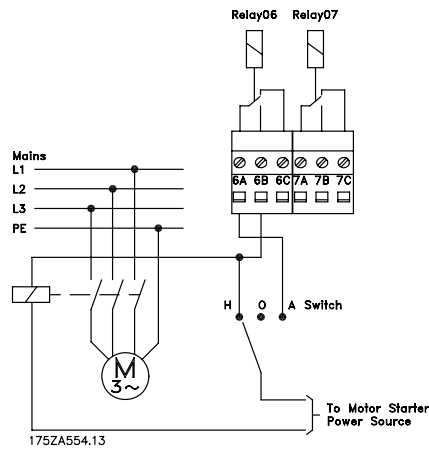 Relay06 Relay07
6A 6B 6C 7A 7B 7C
Mains
L1
L2
L3
PE
H O A Switch
M
3~
To Motor Starter
Power Source
175ZA554.13